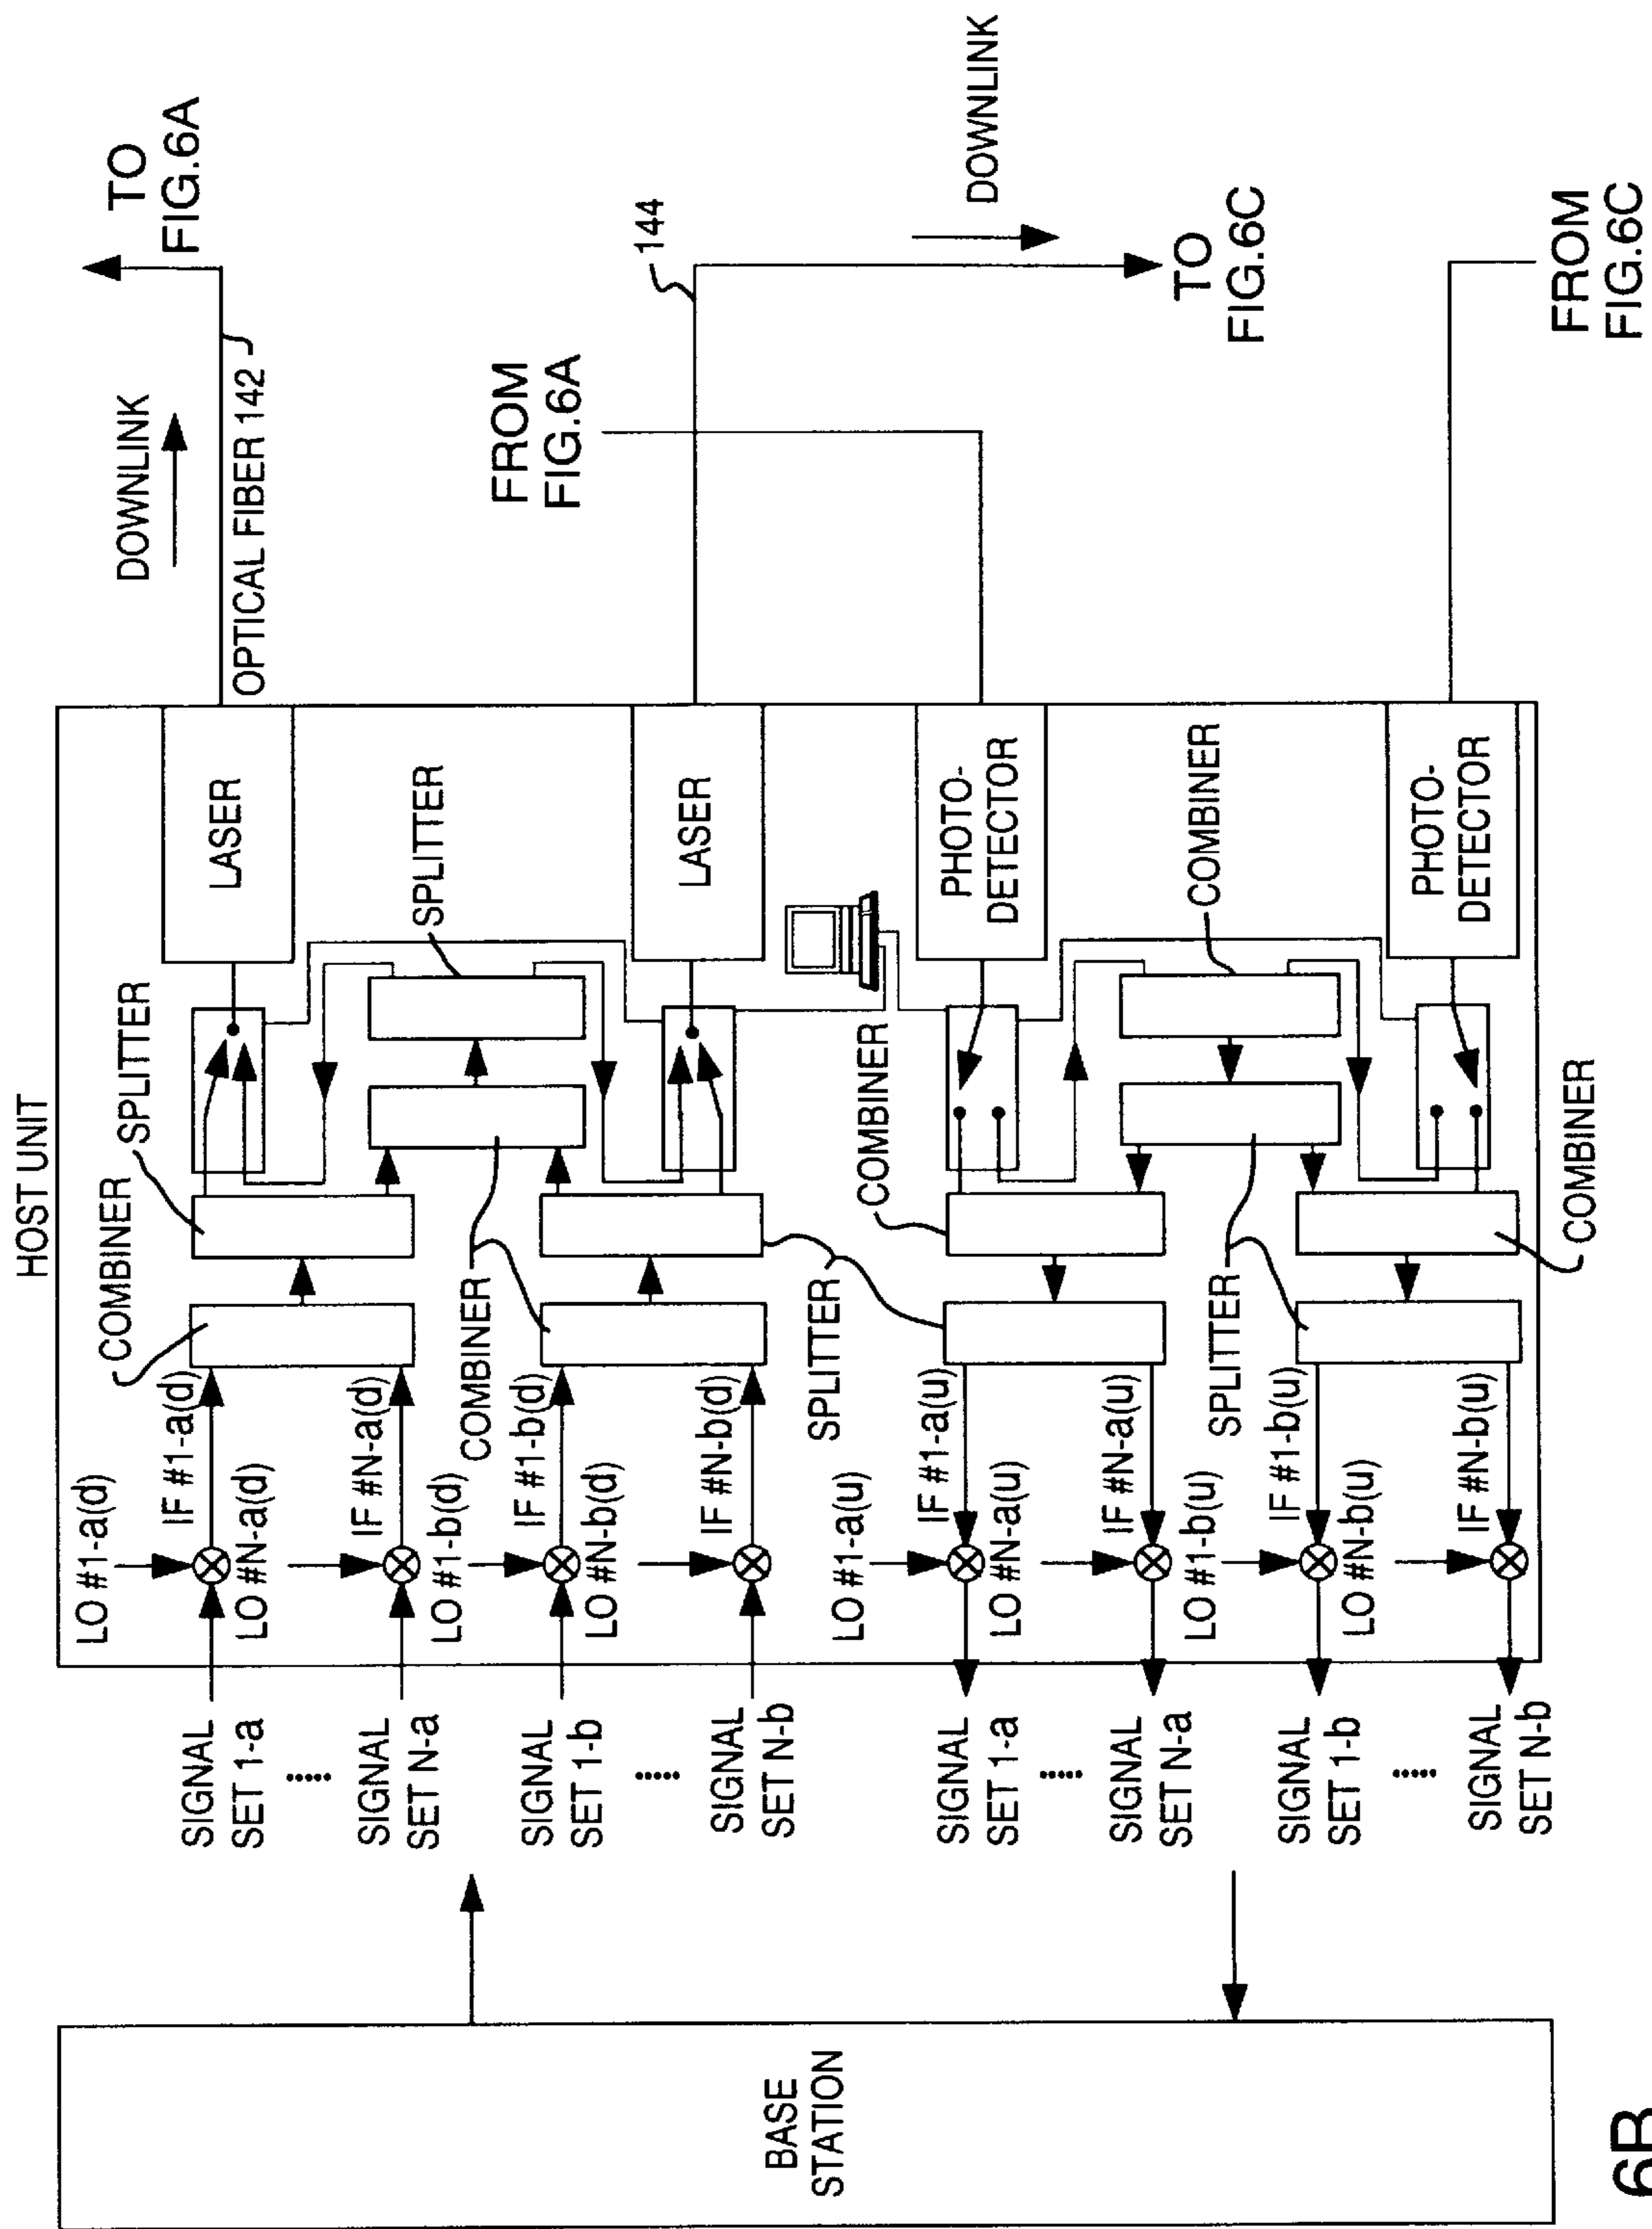 HOST UNIT
LO #1-a(d)
IF #1-a(d)
COMBINER
SPLITTER
LASER
DOWNLINK
OPTICAL FIBER 142
TO
FIG.6A
SIGNAL
SET 1-a
LO #N-a(d)
.....
SIGNAL
SET N-a
IF #N-a(d)
LO #1-b(d)
COMBINER
SPLITTER
FROM
FIG.6A
SIGNAL
SET 1-b
IF #1-b(d)
LO #N-b(d)
.....
SIGNAL
SET N-b
IF #N-b(d)
LASER
144
DOWNLINK
BASE
STATION
SPLITTER
LO #1-a(u)
IF #1-a(u)
COMBINER
PHOTO-
DETECTOR
SIGNAL
SET 1-a
LO #N-a(u)
.....
SIGNAL
SET N-a
IF #N-a(u)
LO #1-b(u)
SPLITTER
COMBINER
TO
FIG.6C
SIGNAL
SET 1-b
IF #1-b(u)
LO #N-b(u)
.....
SIGNAL
SET N-b
IF #N-b(u)
PHOTO-
DETECTOR
COMBINER
FROM
FIG.6C
6B